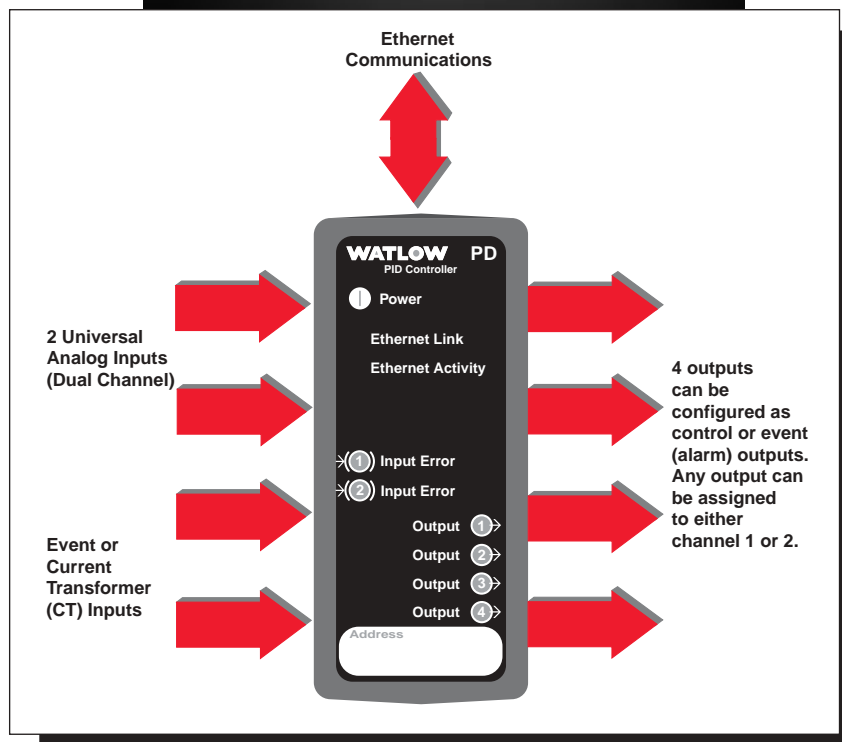 Ethernet
Communications
WATLOW PD
PID Controller
Power
Ethernet Link
Ethernet Activity
2 Universal
Analog Inputs
(Dual Channel)
4 outputs
can be
configured as
control or event
(alarm) outputs.
Any output can
be assigned
to either
channel 1 or 2.
1 Input Error
2 Input Error
Output 1
Output 2
Output 3
Output 4
Event or
Current
Transformer
(CT) Inputs
Address